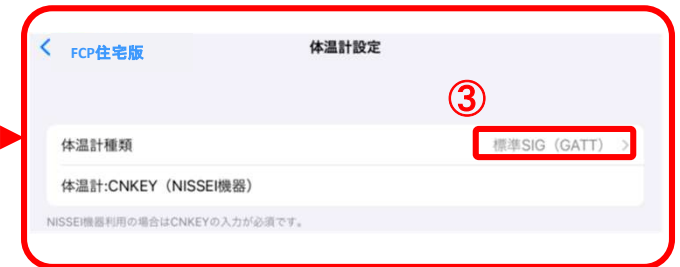 FCP住宅版
体温計設定
③
体温計種類
標準SIG（GATT）
体温計:CNKEY（NISSEI機器）
NISSEI機器利用の場合はCNKEYの入力が必須です。